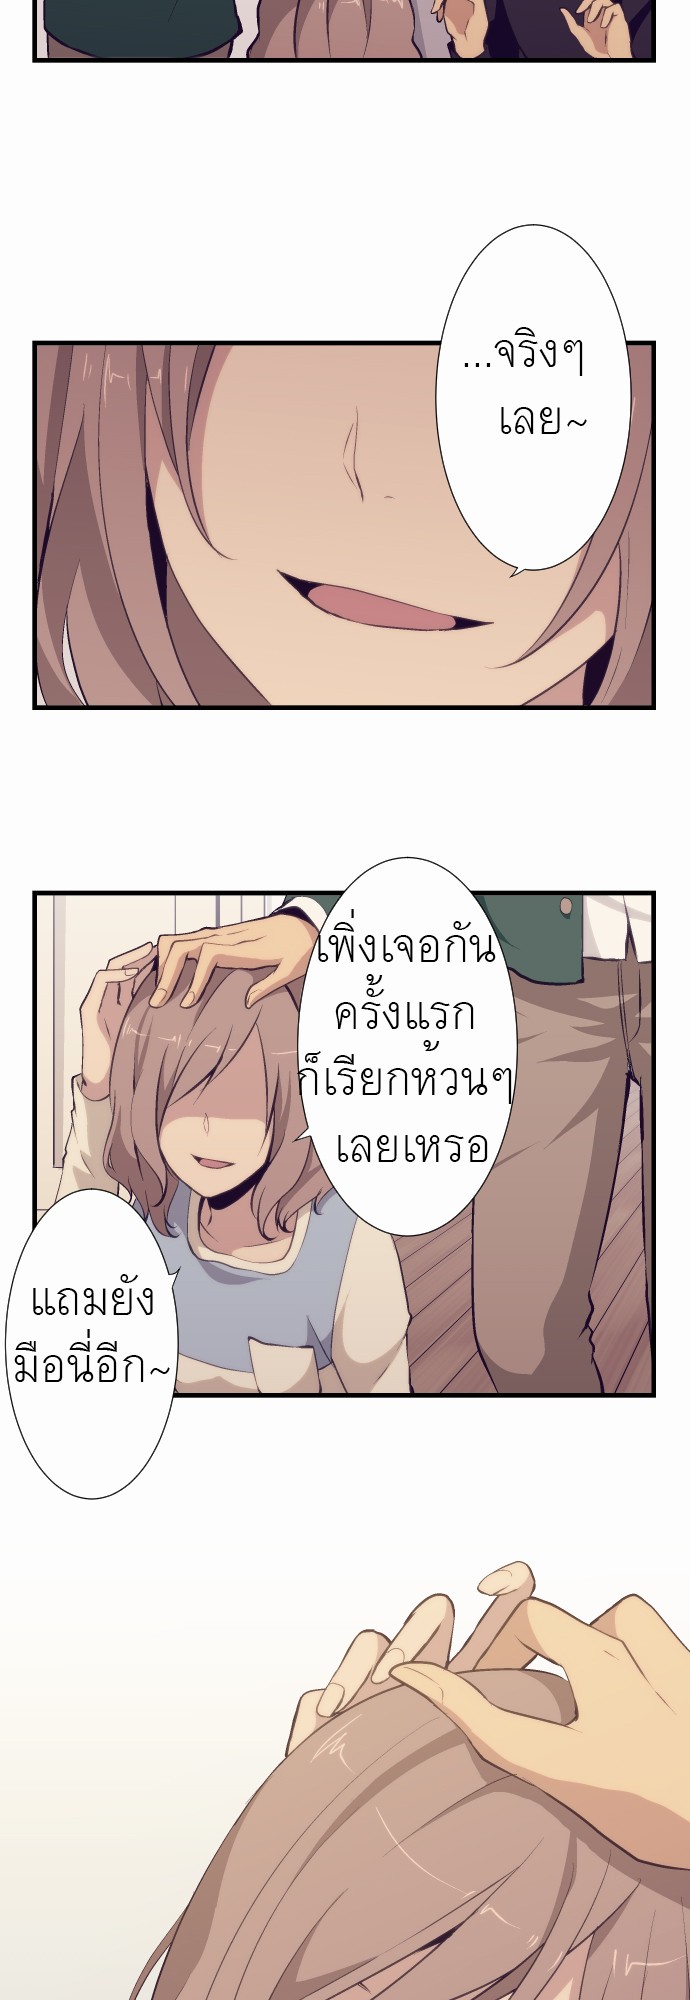 ...จริงๆ
เลย~
เพิ่งเจอกัน
ครั้งแรก
ก็เรียกห้วนๆ
เลยเหรอ
แถมยัง
มือนี่อีก~